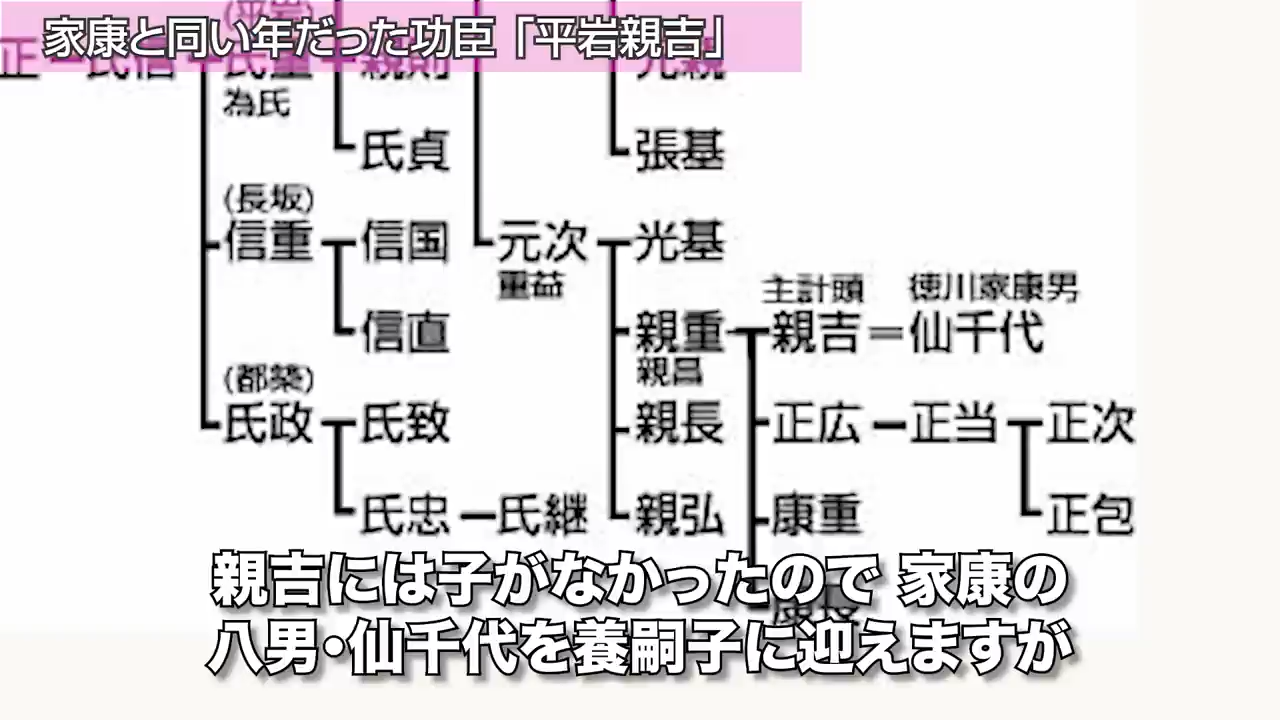 家康と同い年だった功臣「平岩親吉」
為氏
氏貞
張基
(長坂)
信重
信国
元次
光基
重益
主計頭
徳川家康男
信直
親重
親吉=仙千代
親昌
(都築)
氏政
氏致
親長
正広
正当
正次
氏忠
氏継
親弘
康重
正包
康長
親吉には子がなかったので 家康の
八男・仙千代を養嗣子に迎えますが